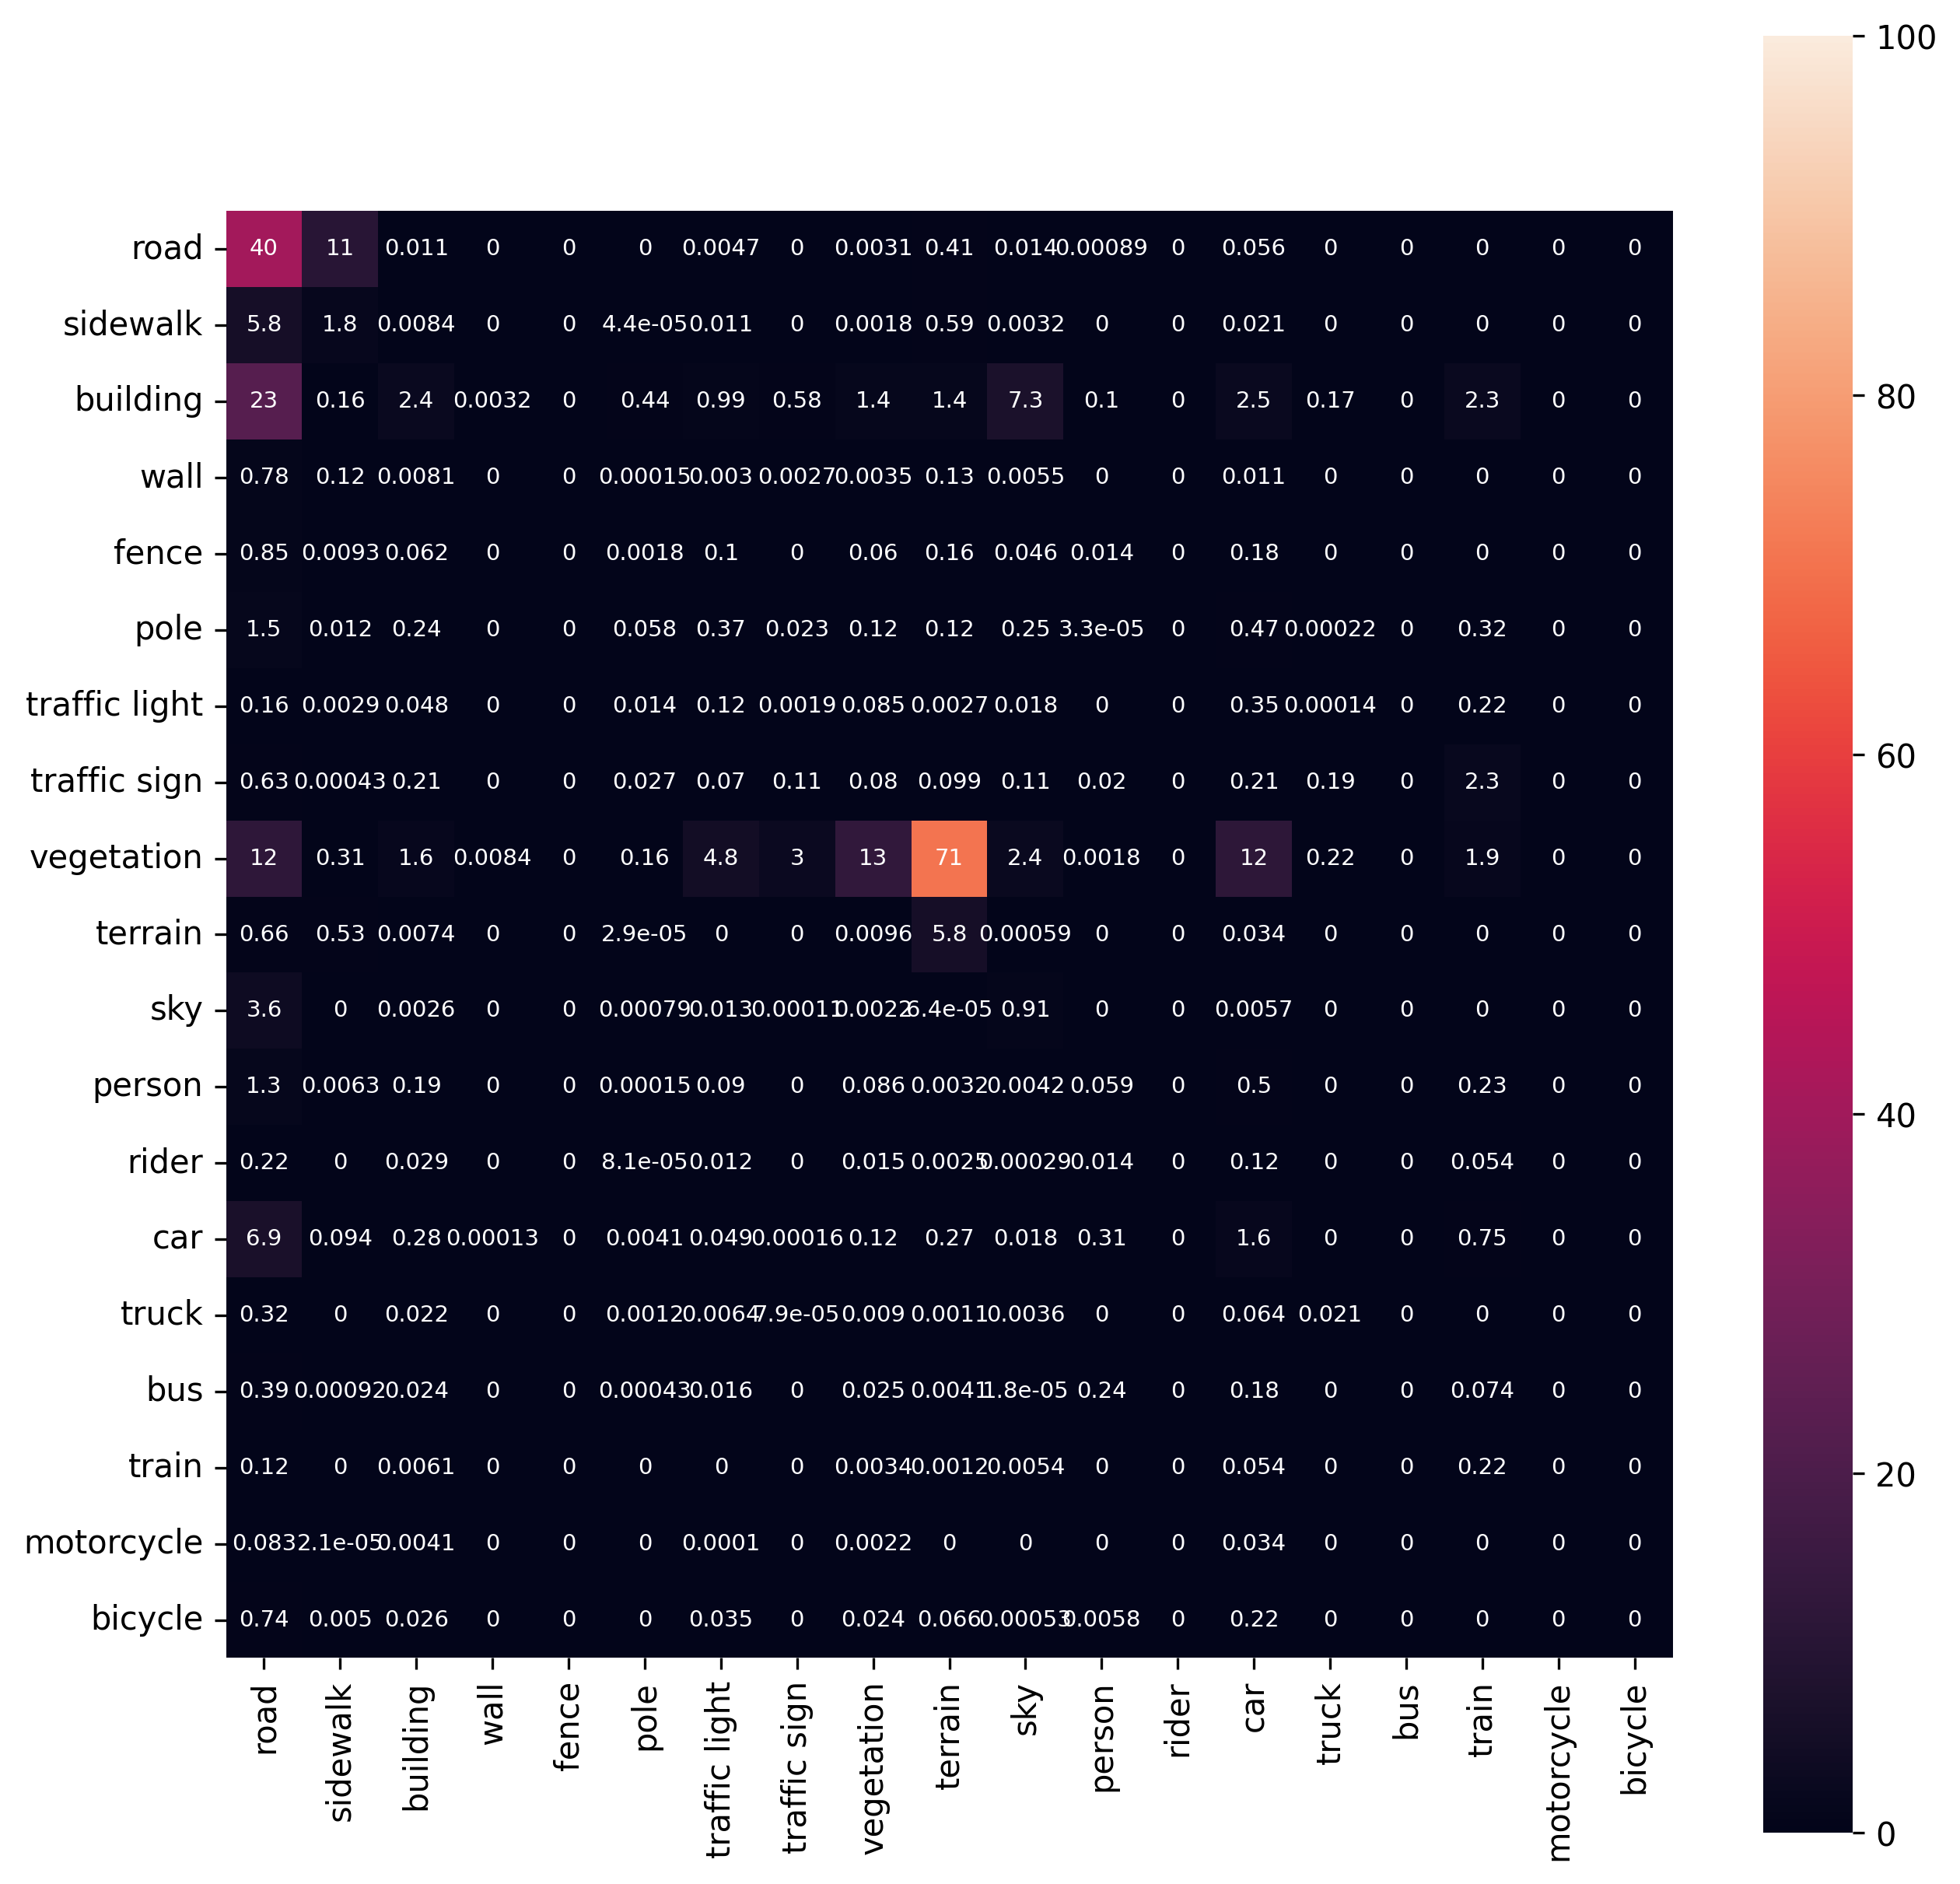 100
80
60
40
20
0
road 40 11 0.011 0 0 0 0.0047 0 0.0031 0.41 0.014 0.00089 0 0.056 0 0 0 0 0
sidewalk 5.8 1.8 0.0084 0 0 4.4e-05 0.011 0 0.0018 0.59 0.0032 0 0 0.021 0 0 0 0 0
building 23 0.16 2.4 0.0032 0 0.44 0.99 0.58 1.4 1.4 7.3 0.1 0 2.5 0.17 0 2.3 0 0
wall 0.78 0.12 0.0081 0 0 0.00015 0.003 0.0027 0.0035 0.13 0.0055 0 0 0.011 0 0 0 0 0
fence 0.85 0.0093 0.062 0 0 0.0018 0.1 0 0.06 0.16 0.046 0.014 0 0.18 0 0 0 0 0
pole 1.5 0.012 0.24 0 0 0.058 0.37 0.023 0.12 0.12 0.25 3.3e-05 0 0.47 0.00022 0 0.32 0 0
traffic light 0.16 0.0029 0.048 0 0 0.014 0.12 0.0019 0.085 0.0027 0.018 0 0 0.35 0.00014 0 0.22 0 0
traffic sign 0.63 0.00043 0.21 0 0 0.027 0.07 0.11 0.08 0.099 0.11 0.02 0 0.21 0.19 0 2.3 0 0
vegetation 12 0.31 1.6 0.0084 0 0.16 4.8 3 13 71 2.4 0.0018 0 12 0.22 0 1.9 0 0
terrain 0.66 0.53 0.0074 0 0 2.9e-05 0 0 0.0096 5.8 0.00059 0 0 0.034 0 0 0 0 0
sky 3.6 0 0.0026 0 0 0.00079 0.013 0.00011 0.0022 6.4e-05 0.91 0 0 0.0057 0 0 0 0 0
person 1.3 0.0063 0.19 0 0 0.00015 0.09 0 0.086 0.0032 0.0042 0.059 0 0.5 0 0 0.23 0 0
rider 0.22 0 0.029 0 0 8.1e-05 0.012 0 0.015 0.0025 0.00029 0.014 0 0.12 0 0 0.054 0 0
car 6.9 0.094 0.28 0.00013 0 0.0041 0.049 0.00016 0.12 0.27 0.018 0.31 0 1.6 0 0 0.75 0 0
truck 0.32 0 0.022 0 0 0.0012 0.0064 7.9e-05 0.009 0.0011 0.0036 0 0 0.064 0.021 0 0 0 0
bus 0.39 0.00092 0.024 0 0 0.00043 0.016 0 0.025 0.0041 1.8e-05 0.24 0 0.18 0 0 0.074 0 0
train 0.12 0 0.0061 0 0 0 0 0 0.0034 0.0012 0.0054 0 0 0.054 0 0 0.22 0 0
motorcycle 0.083 2.1e-05 0.0041 0 0 0 0.0001 0 0.0022 0 0 0 0 0.034 0 0 0 0 0
bicycle 0.74 0.005 0.026 0 0 0 0.035 0 0.024 0.066 0.00053 0.0058 0 0.22 0 0 0 0 0
road sidewalk building wall fence pole traffic light traffic sign vegetation terrain sky person rider car truck bus train motorcycle bicycle